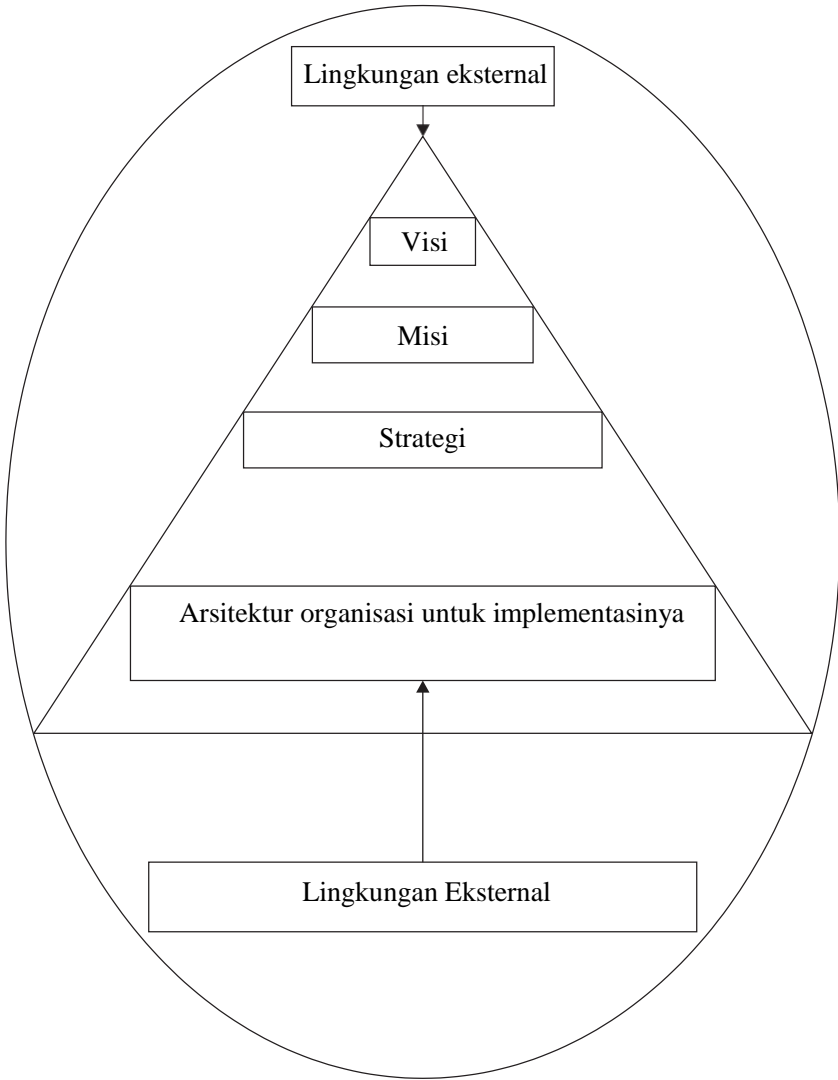 Lingkungan eksternal
Visi
Misi
Strategi
Arsitektur organisasi untuk implementasinya
Lingkungan Eksternal